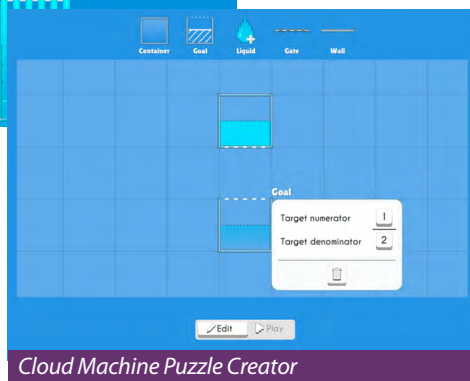 Container Goal Liquid Gate Wall
Goal
Target numerator 1
Target denominator 2
Edit Play
Cloud Machine Puzzle Creator